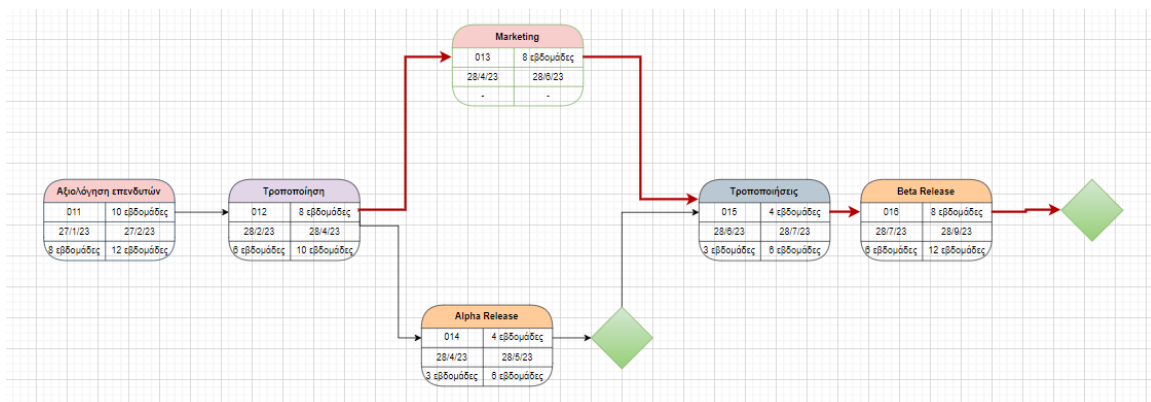 Marketing
013 8 εβδομάδες
28/4/23 28/6/23
- -
Αξιολόγηση επενδυτών
011 10 εβδομάδες
27/1/23 27/2/23
8 εβδομάδες 12 εβδομάδες
Τροποποίηση
012 8 εβδομάδες
28/2/23 28/4/23
6 εβδομάδες 10 εβδομάδες
Τροποποιήσεις
015 4 εβδομάδες
28/6/23 28/7/23
3 εβδομάδες 6 εβδομάδες
Beta Release
016 8 εβδομάδες
28/7/23 28/9/23
6 εβδομάδες 12 εβδομάδες
Alpha Release
014 4 εβδομάδες
28/4/23 28/5/23
3 εβδομάδες 6 εβδομάδες